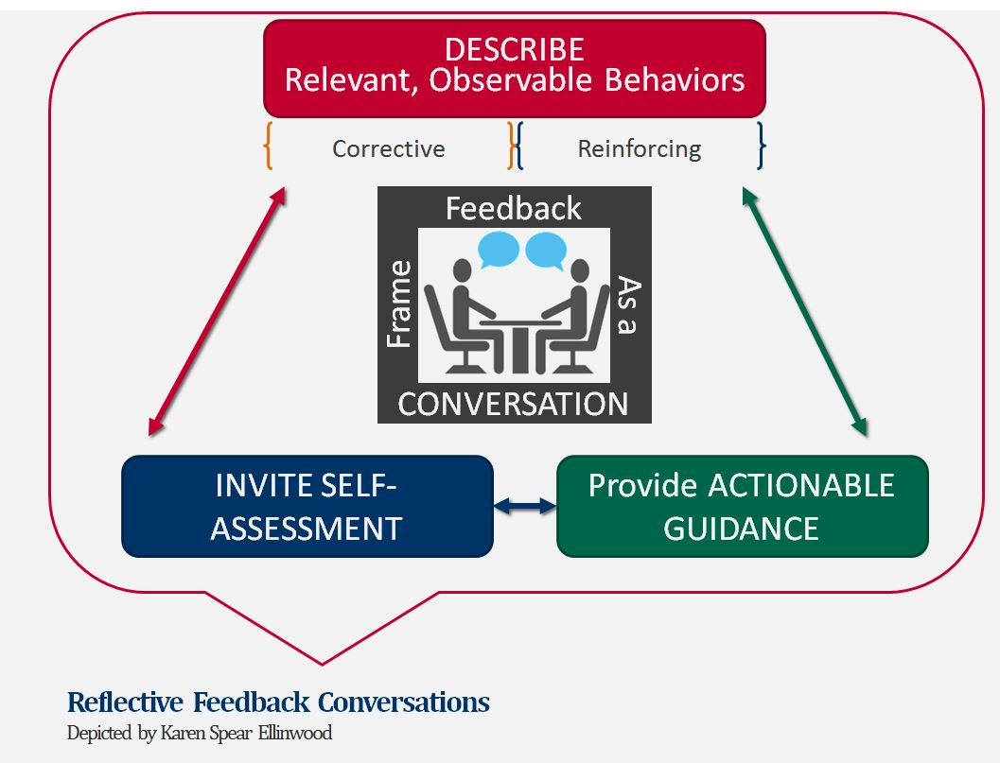 DESCRIBE
Relevant, Observable Behaviors
Corrective
Reinforcing
Frame
Feedback
As a
CONVERSATION
INVITE SELF-
ASSESSMENT
Provide ACTIONABLE
GUIDANCE
Reflective Feedback Conversations
Depicted by Karen Spear Ellinwood